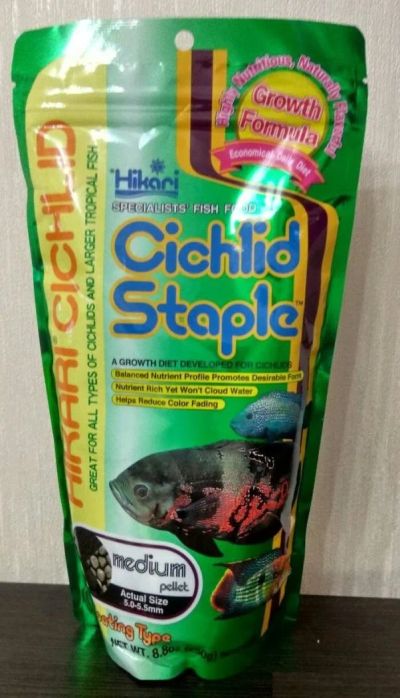 Highly Nutritious, Naturally Flavorful
Growth
Formula
Economical Daily Diet
Hikari
SPECIALISTS' FISH FOOD
Cichlid
Staple™
A GROWTH DIET DEVELOPED FOR CICHLIDS
Balanced Nutrient Profile Promotes Desirable Form
Nutrient Rich Yet Won't Cloud Water
Helps Reduce Color Fading
HIKARI® CICHLID
GREAT FOR ALL TYPES OF CICHLIDS AND LARGER TROPICAL FISH
medium
pellet
Actual Size
5.0-5.5mm
Type
NET WT. 8.8oz